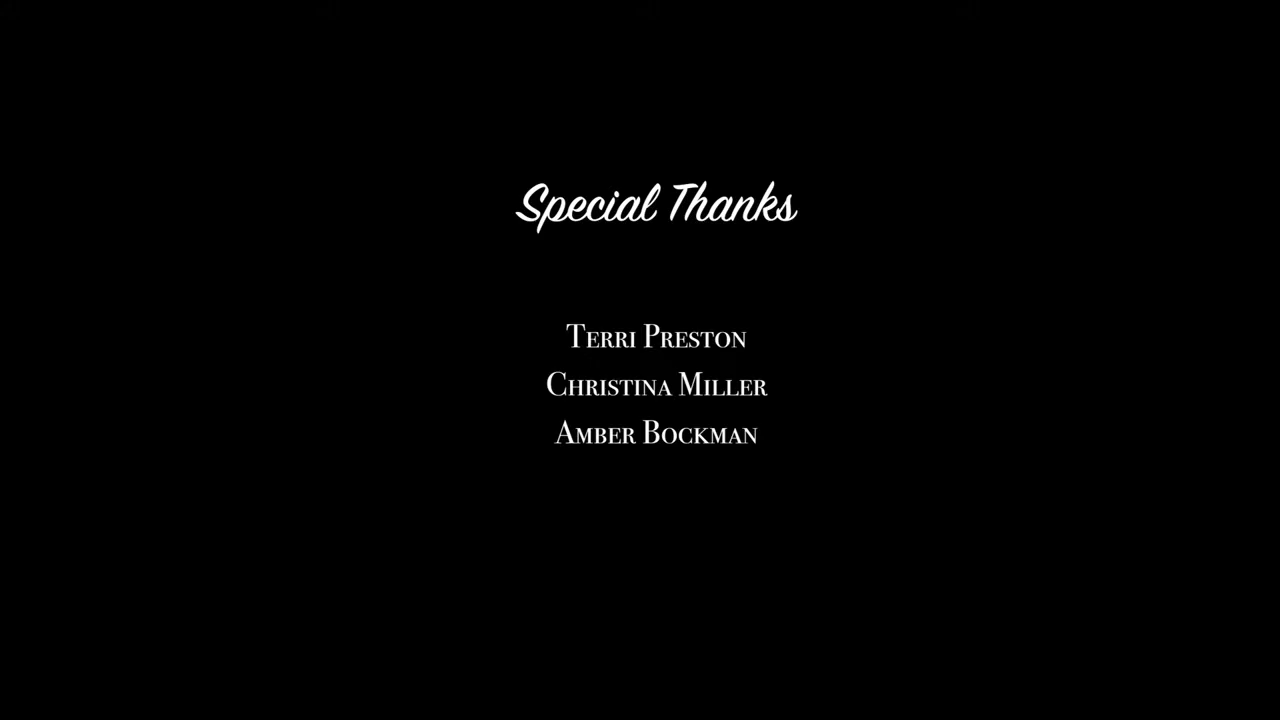 Special Thanks
Terri Preston
Christina Miller
Amber Bockman